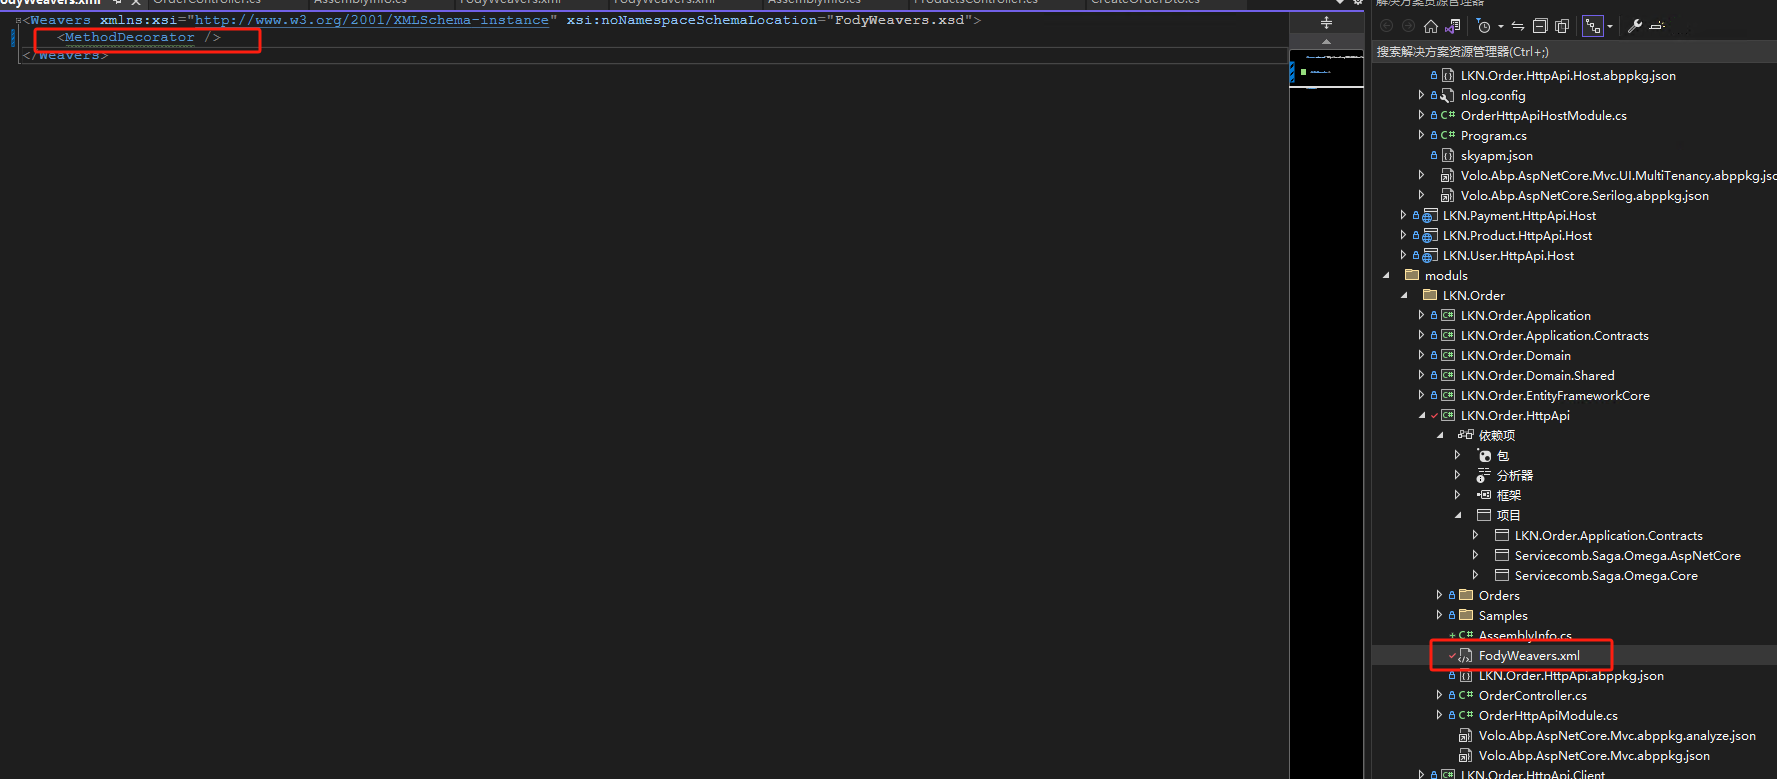 odyWeavers.xml
OrderController.cs
AssemblyInfo.cs
FodyWeavers.xml
FodyWeavers.xml
AssemblyInfo.cs
ProductsController.cs
CreateOrderDto.cs
<Weavers xmlns:xsi="http://www.w3.org/2001/XMLSchema-instance" xsi:noNamespaceSchemaLocation="FodyWeavers.xsd">
<MethodDecorator />
</Weavers>
解决方案资源管理器
搜索解决方案资源管理器(Ctrl+;)
LKN.Order.HttpApi.Host.abppkg.json
nlog.config
C# OrderHttpApiHostModule.cs
C# Program.cs
skyapm.json
Volo.Abp.AspNetCore.Mvc.UI.MultiTenancy.abppkg.jso
Volo.Abp.AspNetCore.Serilog.abppkg.json
LKN.Payment.HttpApi.Host
LKN.Product.HttpApi.Host
LKN.User.HttpApi.Host
moduls
LKN.Order
C# LKN.Order.Application
C# LKN.Order.Application.Contracts
C# LKN.Order.Domain
C# LKN.Order.Domain.Shared
C# LKN.Order.EntityFrameworkCore
C# LKN.Order.HttpApi
依赖项
包
分析器
框架
项目
LKN.Order.Application.Contracts
Servicecomb.Saga.Omega.AspNetCore
Servicecomb.Saga.Omega.Core
Orders
Samples
+ C# AssemblyInfo.cs
FodyWeavers.xml
LKN.Order.HttpApi.abppkg.json
C# OrderController.cs
C# OrderHttpApiModule.cs
Volo.Abp.AspNetCore.Mvc.abppkg.analyze.json
Volo.Abp.AspNetCore.Mvc.abppkg.json
C# LKN.Order.HttpApi.Client